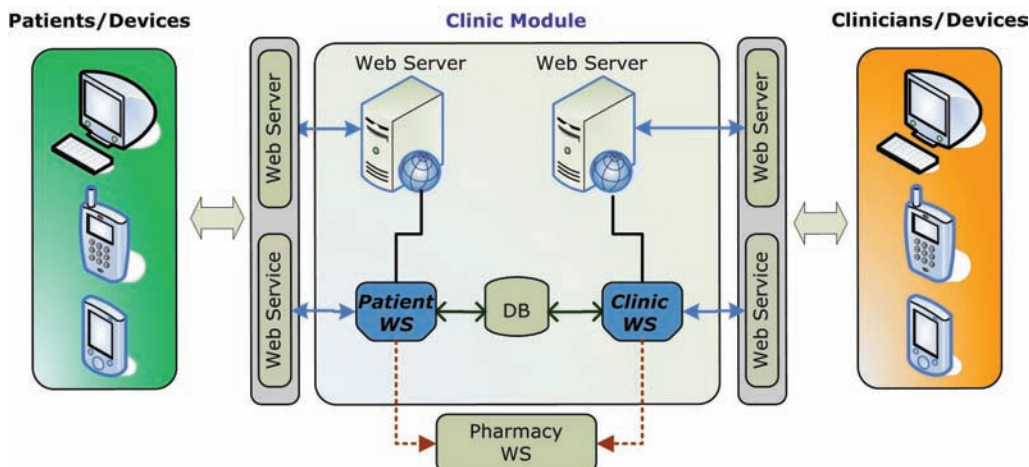 Patients/Devices
Clinic Module
Clinicians/Devices
Web Server
Web Server
Web Server
Web Server
Web Service
Web Service
Patient
WS
DB
Clinic
WS
Pharmacy
WS